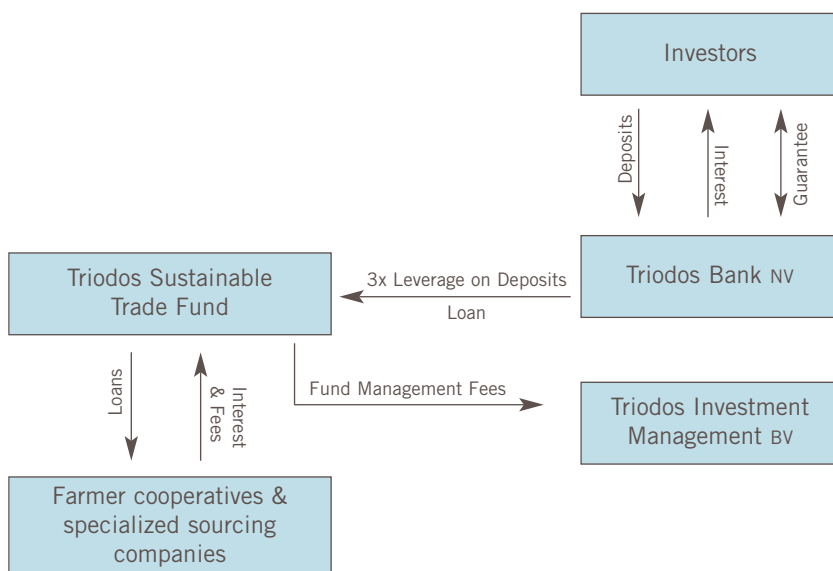 Investors
Deposits
Interest
Guarantee
Triodos Sustainable
Trade Fund
3x Leverage on Deposits
Loan
Triodos Bank NV
Loans
Interest
& Fees
Fund Management Fees
Triodos Investment
Management BV
Farmer cooperatives &
specialized sourcing
companies